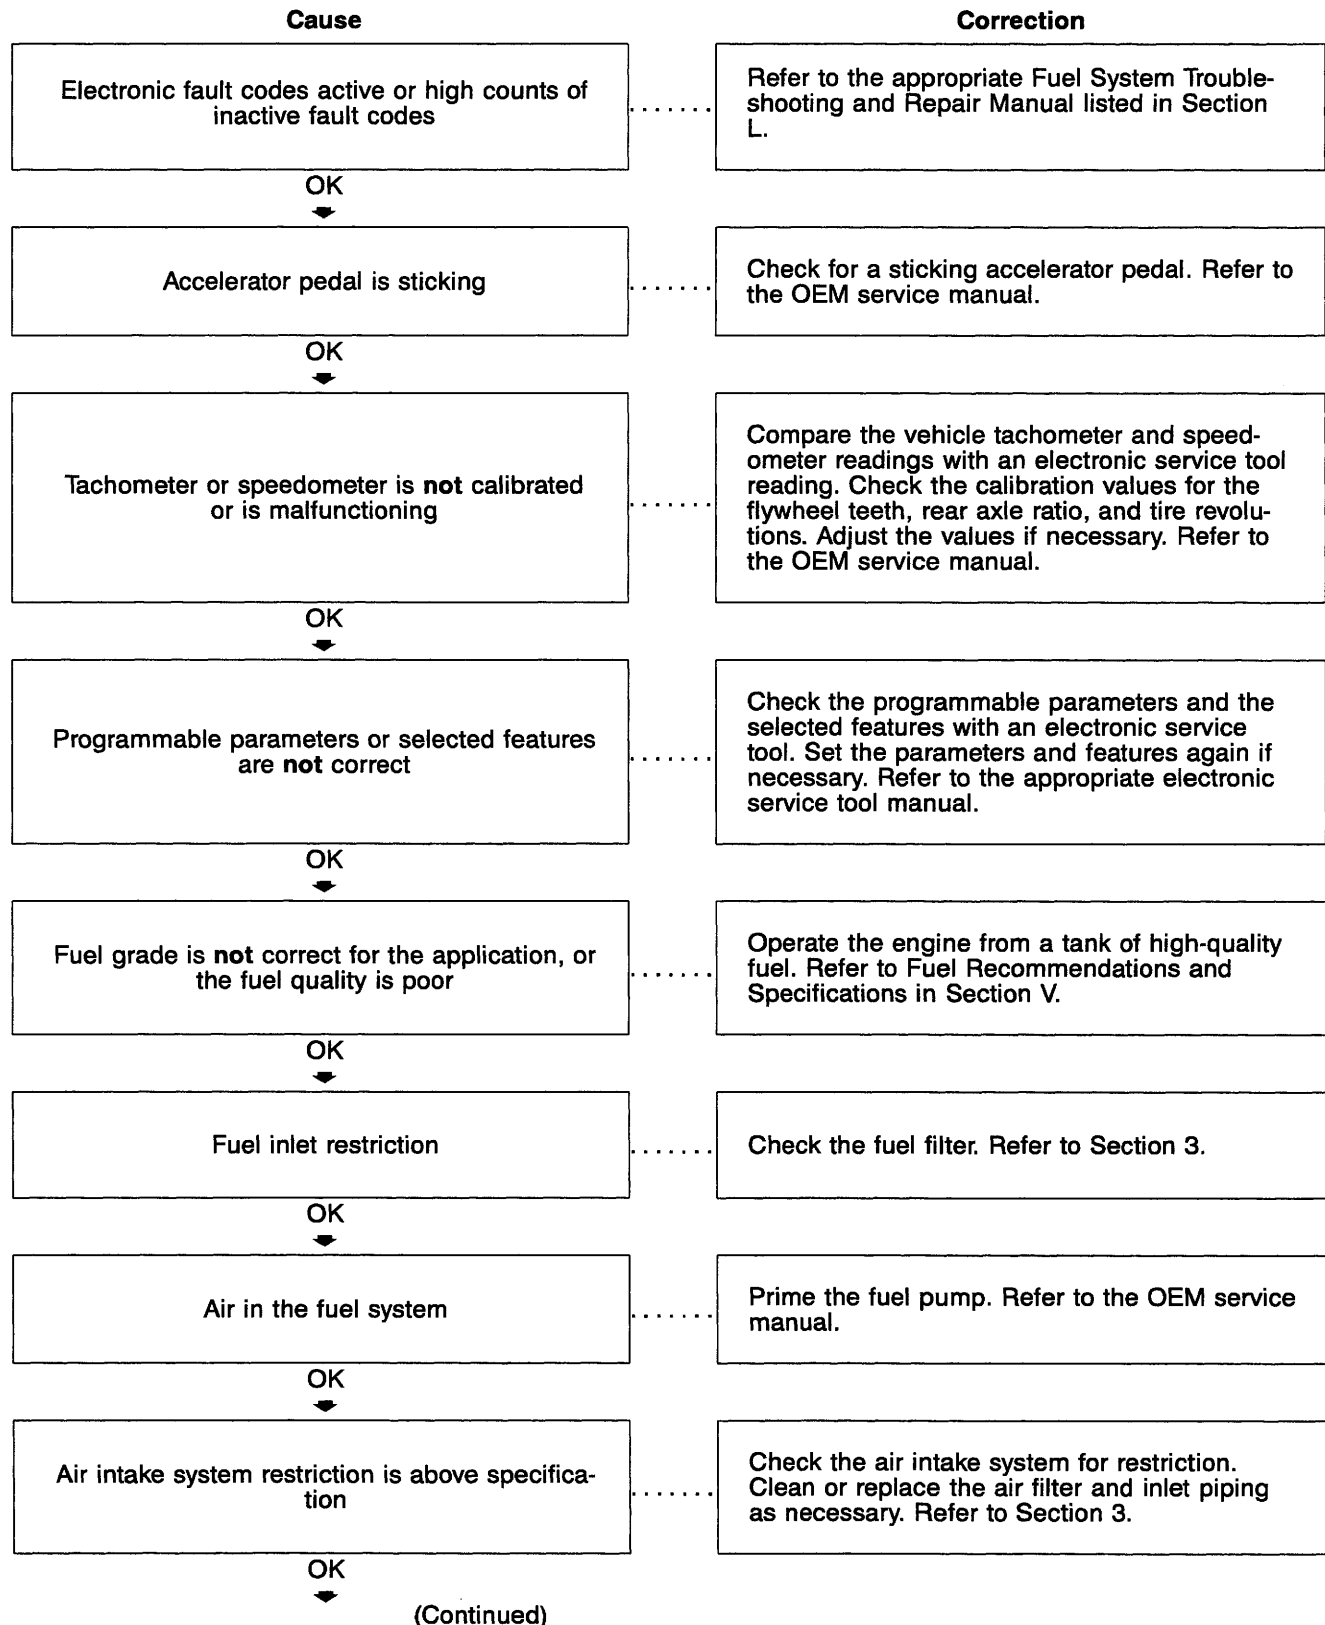 Cause
Correction
Electronic fault codes active or high counts of
inactive fault codes
Refer to the appropriate Fuel System Trouble-
shooting and Repair Manual listed in Section
L.
OK
Accelerator pedal is sticking
Check for a sticking accelerator pedal. Refer to
the OEM service manual.
OK
Tachometer or speedometer is not calibrated
or is malfunctioning
Compare the vehicle tachometer and speed-
ometer readings with an electronic service tool
reading. Check the calibration values for the
flywheel teeth, rear axle ratio, and tire revolu-
tions. Adjust the values if necessary. Refer to
the OEM service manual.
OK
Programmable parameters or selected features
are not correct
Check the programmable parameters and the
selected features with an electronic service
tool. Set the parameters and features again if
necessary. Refer to the appropriate electronic
service tool manual.
OK
Fuel grade is not correct for the application, or
the fuel quality is poor
Operate the engine from a tank of high-quality
fuel. Refer to Fuel Recommendations and
Specifications in Section V.
OK
Fuel inlet restriction
Check the fuel filter. Refer to Section 3.
OK
Air in the fuel system
Prime the fuel pump. Refer to the OEM service
manual.
OK
Air intake system restriction is above specifica-
tion
Check the air intake system for restriction.
Clean or replace the air filter and inlet piping
as necessary. Refer to Section 3.
OK
(Continued)